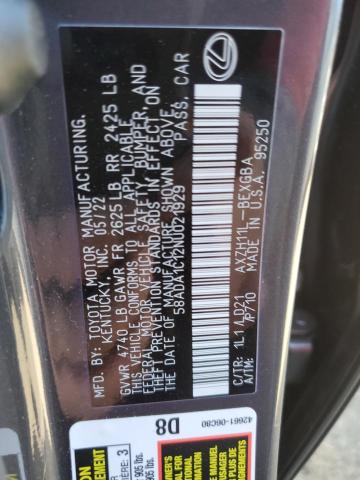 MFD. BY: TOYOTA MOTOR MANUFACTURING,
KENTUCKY, INC. 05/22
GVWR 4740 LB GAWR FR 2625 LB RR 2425 LB
THIS VEHICLE CONFORMS TO ALL APPLICABLE
FEDERAL MOTOR VEHICLE SAFETY, BUMPER, AND
THEFT PREVENTION STANDARDS IN EFFECT ON
THE DATE OF MANUFACTURE SHOWN ABOVE.
58ADA1C12NU021929 PASS. CAR
C/TR: 1L1/LD21 AXZH11L-BEXGBA
A/TM: /P710 MADE IN U.S.A. 95250
42661-06C80
D8
3
905 lbs.